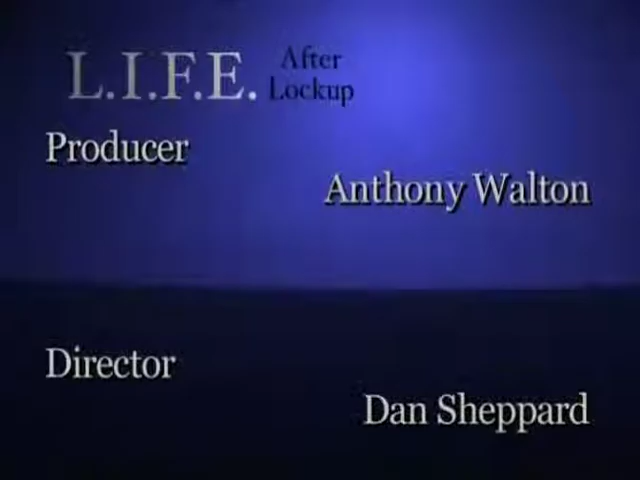 L.I.F.E. After
Lockup
Producer
Anthony Walton
Director
Dan Sheppard